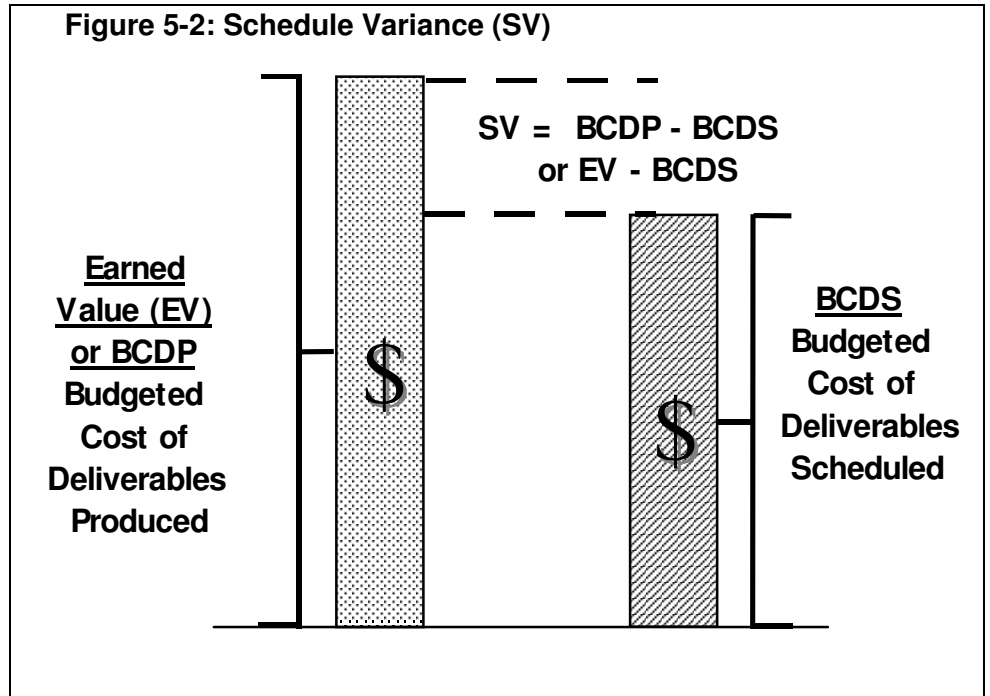 Figure 5-2: Schedule Variance (SV)
SV = BCDP - BCDS
or EV - BCDS
Earned
Value (EV)
or BCDP
Budgeted
Cost of
Deliverables
Produced
$
$
BCDS
Budgeted
Cost of
Deliverables
Scheduled